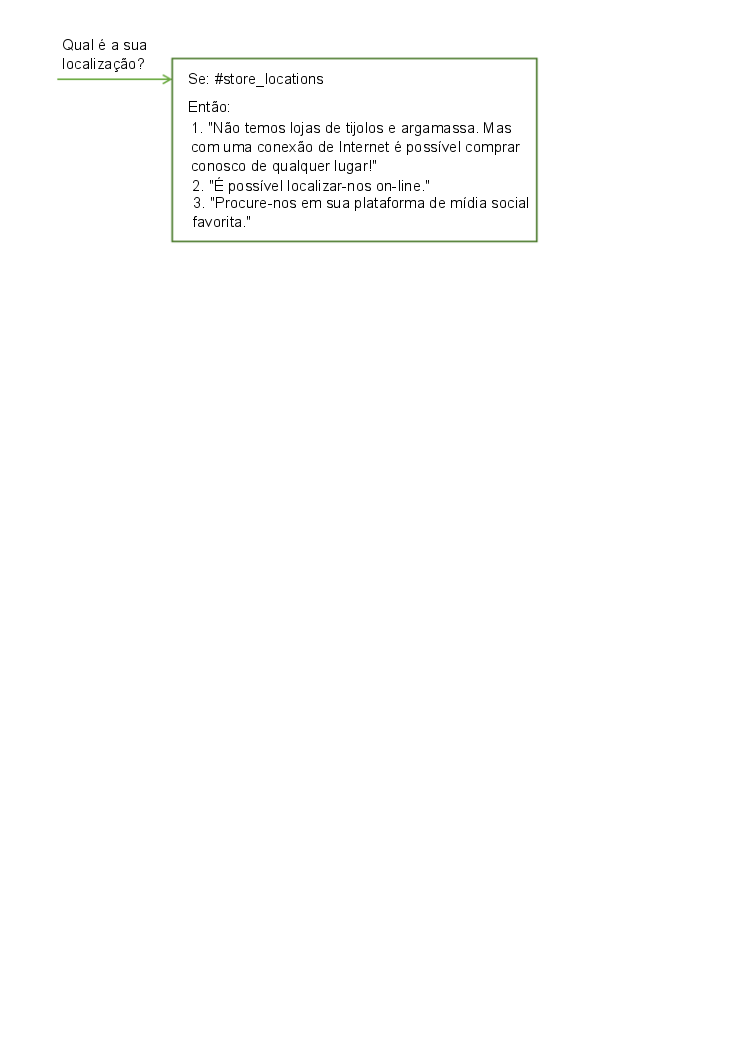 Qual é a sua
localização?
Se: #store_locations
Então:
1. "Não temos lojas de tijolos e argamassa. Mas
com uma conexão de Internet é possível comprar
conosco de qualquer lugar!"
2. "É possível localizar-nos on-line."
3. "Procure-nos em sua plataforma de mídia social
favorita."